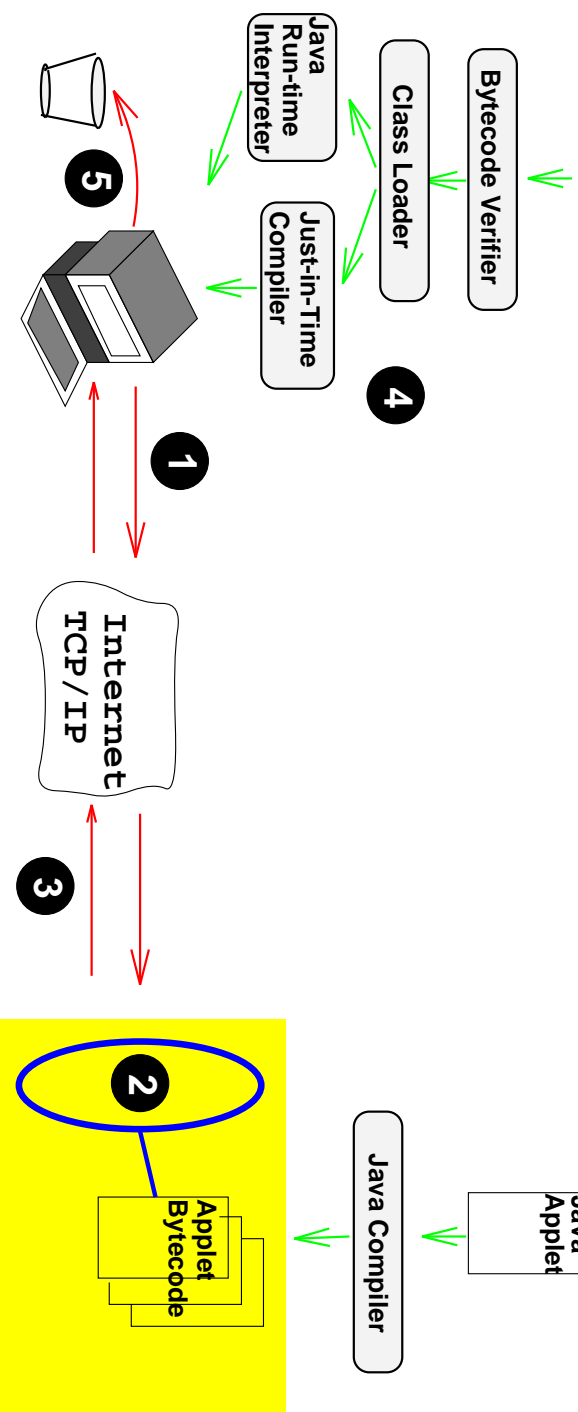 Java
Applet
Bytecode Verifier
Class Loader
4
Java Compiler
Java
Run-time
Interpreter
Just-in-Time
Compiler
Applet
Bytecode
1
2
Internet
TCP/IP
5
3